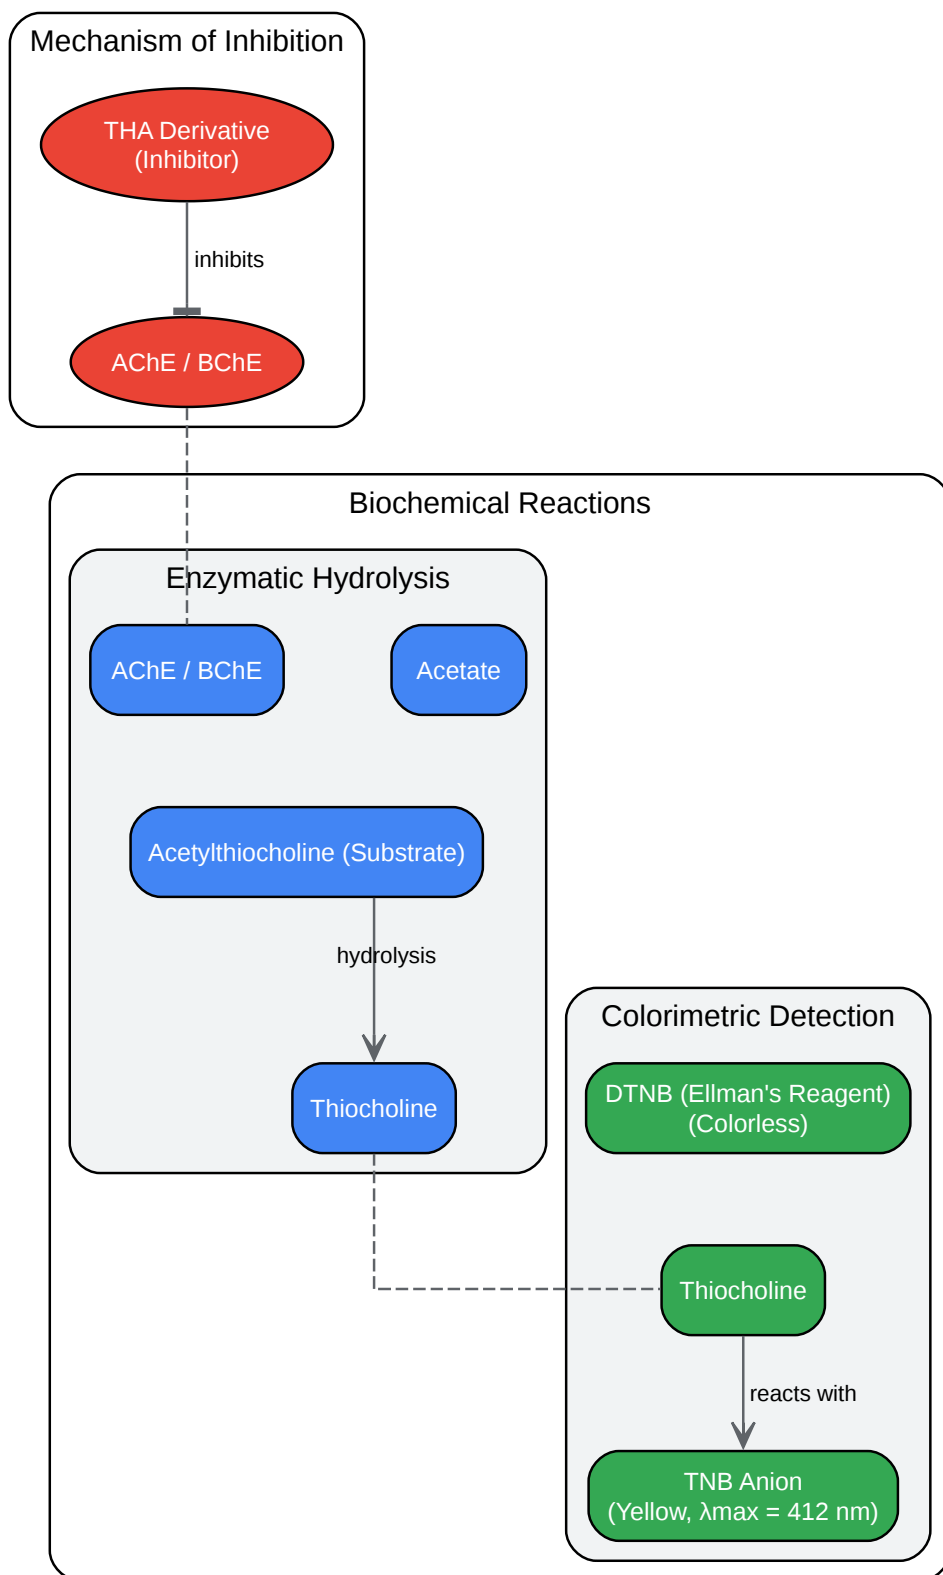 Mechanism of Inhibition
THA Derivative
(Inhibitor)
inhibits
AChE / BChE
Biochemical Reactions
Enzymatic Hydrolysis
AChE / BChE
Acetate
Acetylthiocholine (Substrate)
hydrolysis
Thiocholine
Colorimetric Detection
DTNB (Ellman's Reagent)
(Colorless)
Thiocholine
reacts with
TNB Anion
(Yellow, λmax = 412 nm)